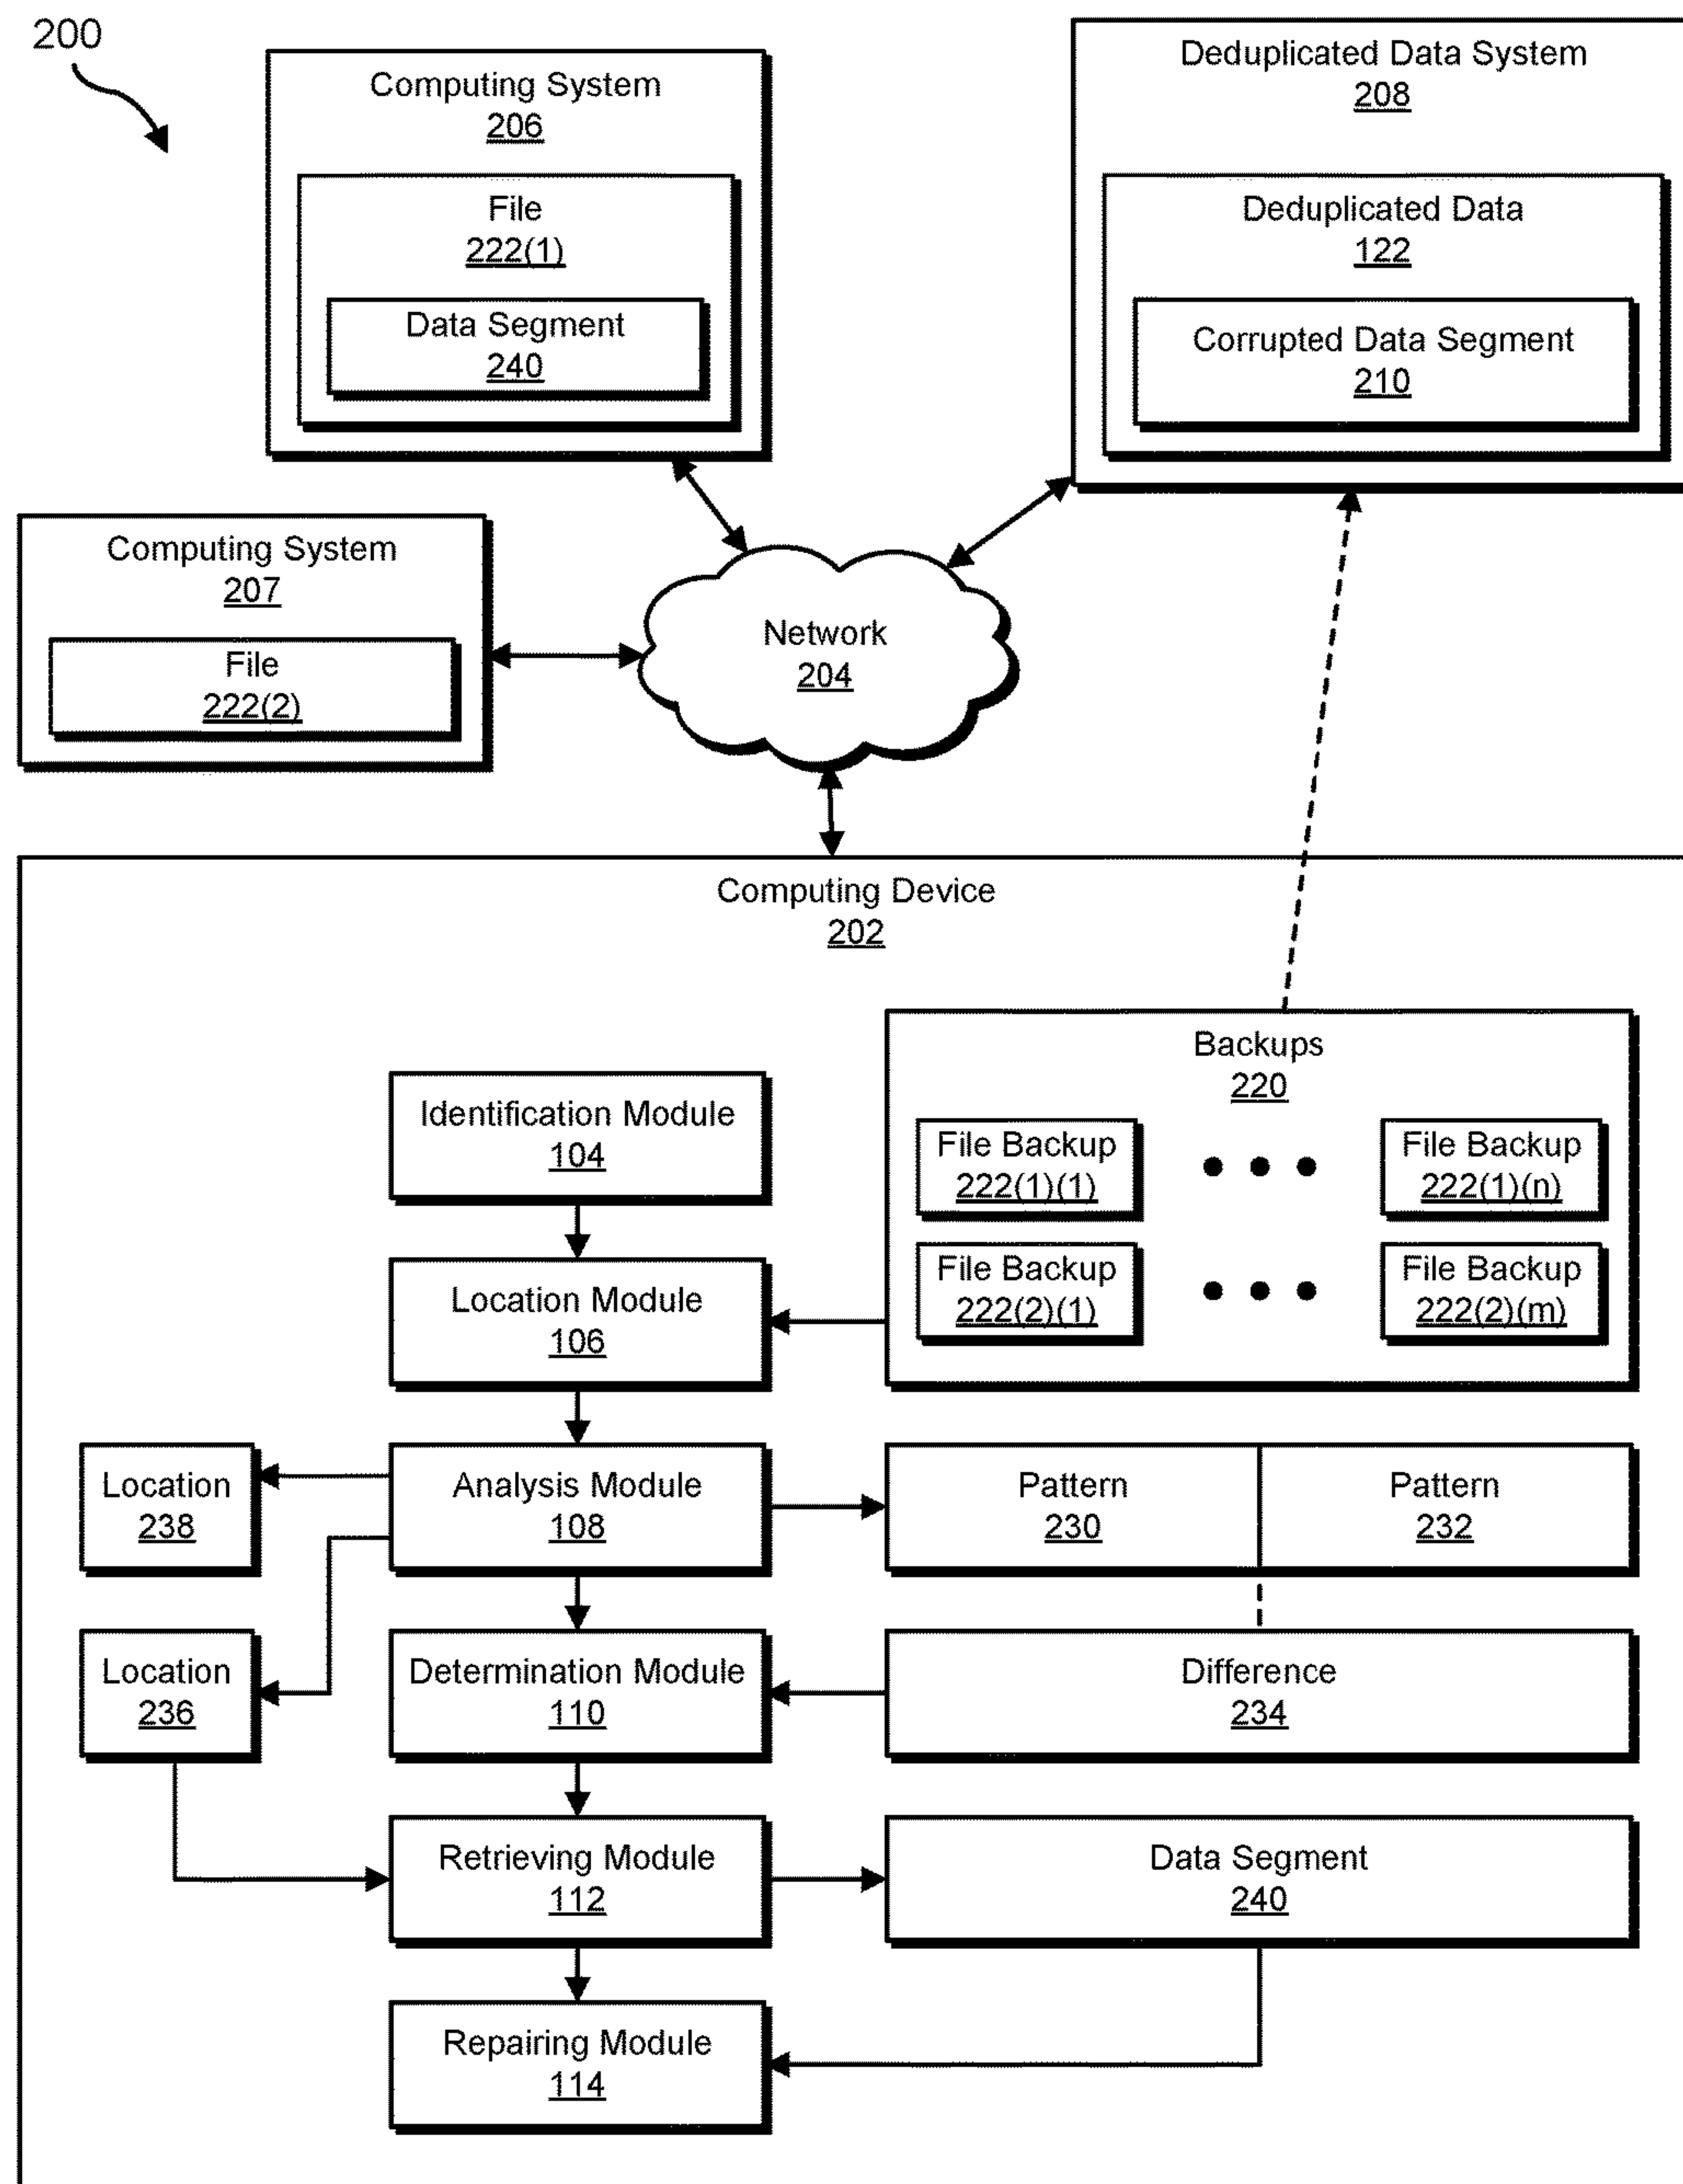 200
Computing System
206
File
222(1)
Data Segment
240
Deduplicated Data System
208
Deduplicated Data
122
Corrupted Data Segment
210
Computing System
207
File
222(2)
Network
204
Computing Device
202
Backups
220
File Backup
222(1)(1)
File Backup
222(1)(n)
File Backup
222(2)(1)
File Backup
222(2)(m)
Identification Module
104
Location Module
106
Location
238
Analysis Module
108
Pattern
230
Pattern
232
Location
236
Determination Module
110
Difference
234
Retrieving Module
112
Data Segment
240
Repairing Module
114